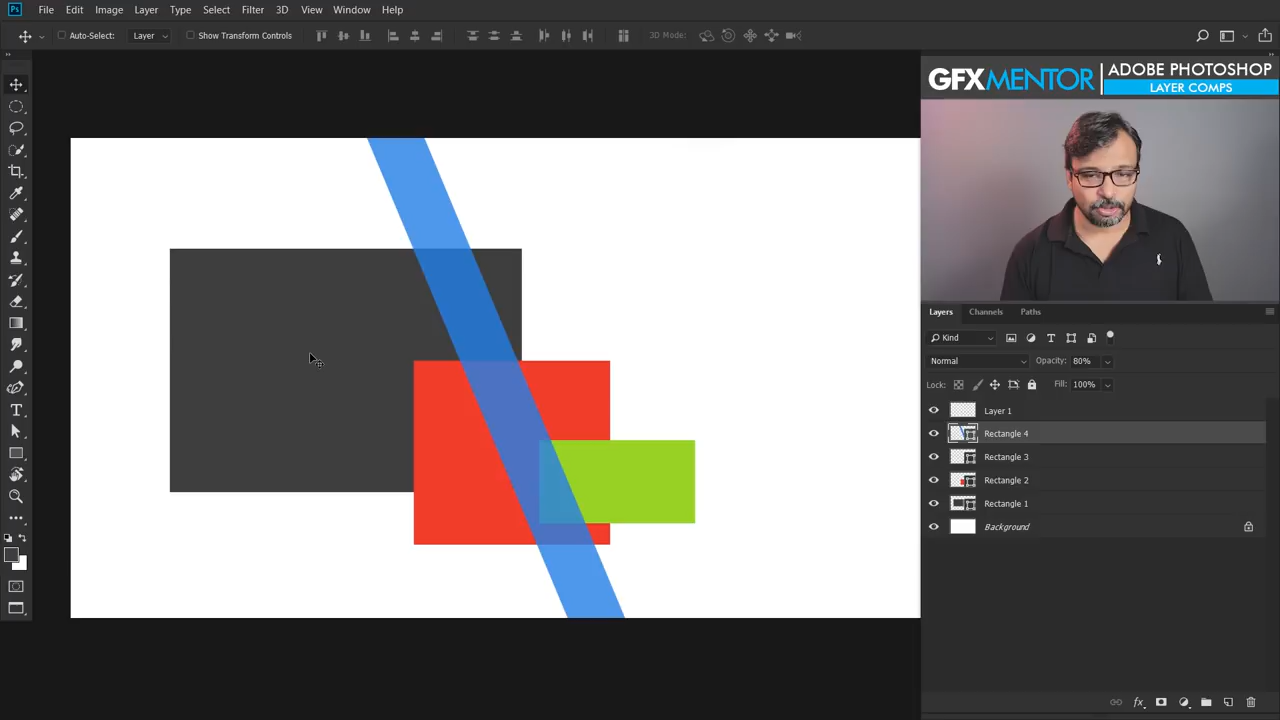 Ps File Edit Image Layer Type Select Filter 3D View Window Help
Auto-Select: Layer Show Transform Controls 3D Mode:
GFXMENTOR ADOBE PHOTOSHOP
LAYER COMPS
Layers Channels Paths
Kind
Normal Opacity: 80%
Lock: Fill: 100%
Layer 1
Rectangle 4
Rectangle 3
Rectangle 2
Rectangle 1
Background
fx